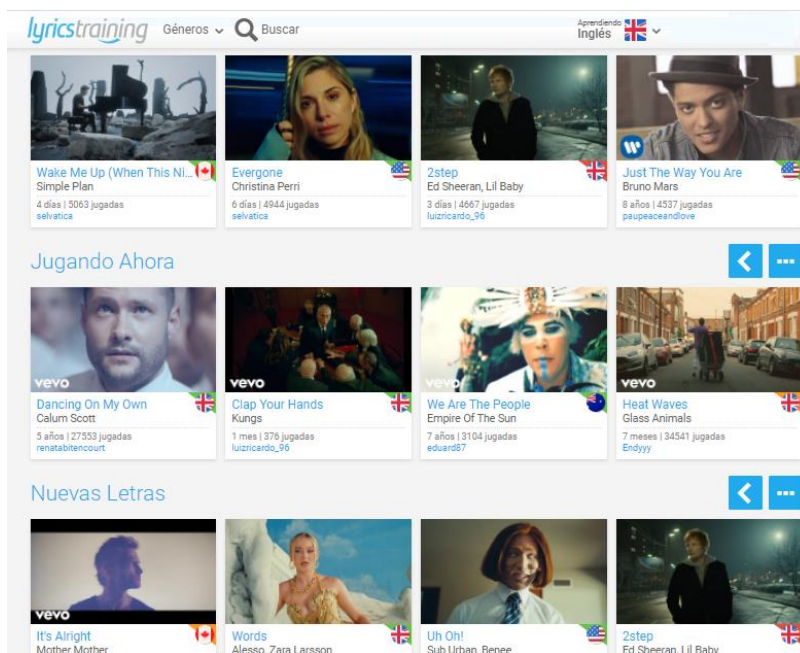 lyricstraining
Géneros
Buscar
Aprendiendo
Inglés
Wake Me Up (When This Ni...
Simple Plan
4 días | 5063 jugadas
selvatica
Evergone
Christina Perri
6 días | 4944 jugadas
selvatica
2step
Ed Sheeran, Lil Baby
3 días | 4667 jugadas
luizricardo_96
Just The Way You Are
Bruno Mars
8 años | 4537 jugadas
paupeaceandlove
Jugando Ahora
vevo
Dancing On My Own
Calum Scott
5 años | 27553 jugadas
renatabitencourt
vevo
Clap Your Hands
Kungs
1 mes | 376 jugadas
luizricardo_96
vevo
We Are The People
Empire Of The Sun
7 años | 3104 jugadas
eduard87
vevo
Heat Waves
Glass Animals
7 meses | 34541 jugadas
Endyyy
Nuevas Letras
vevo
It's Alright
Mother Mother
Words
Alesso, Zara Larsson
Uh Oh!
Sub Urban, Benee
2step
Ed Sheeran, Lil Baby